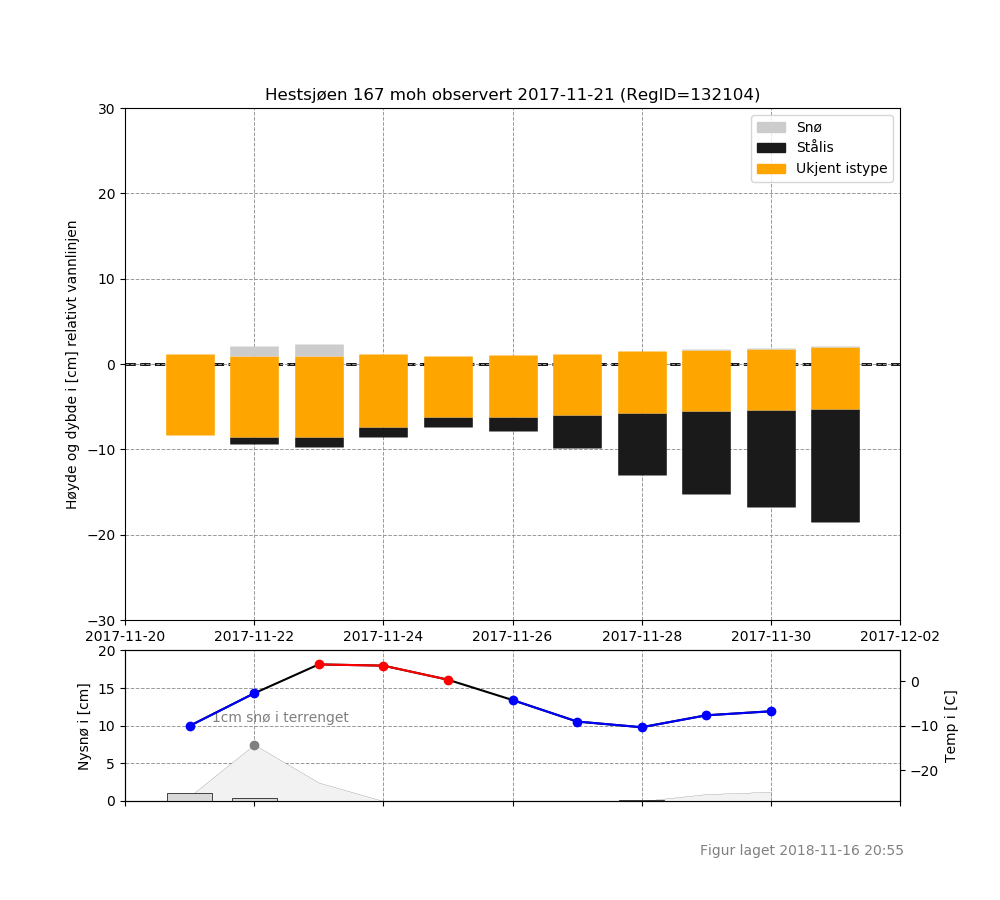 Hestsjøen 167 moh observert 2017-11-21 (RegID=132104)
Snø
Stålis
Ukjent istype
Høyde og dybde i [cm] relativt vannlinjen
30
20
10
0
−10
−20
−30
2017-11-20 2017-11-22 2017-11-24 2017-11-26 2017-11-28 2017-11-30 2017-12-02
Nysnø i [cm]
20
15
10
5
0
1cm snø i terrenget
0
−10
−20
Temp i [C]
Figur laget 2018-11-16 20:55